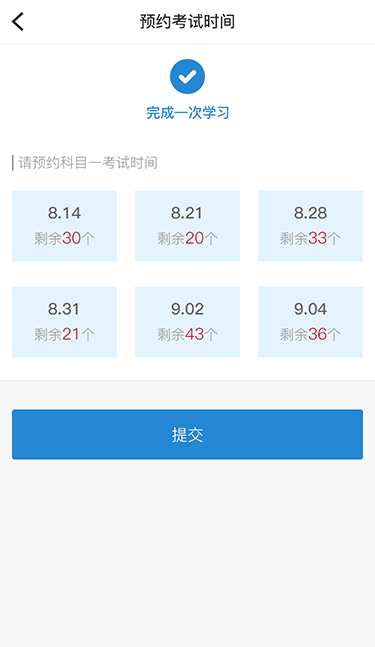 预约考试时间
完成一次学习
请预约科目一考试时间
8.14 8.21 8.28
剩余30个 剩余20个 剩余33个
8.31 9.02 9.04
剩余21个 剩余43个 剩余36个
提交